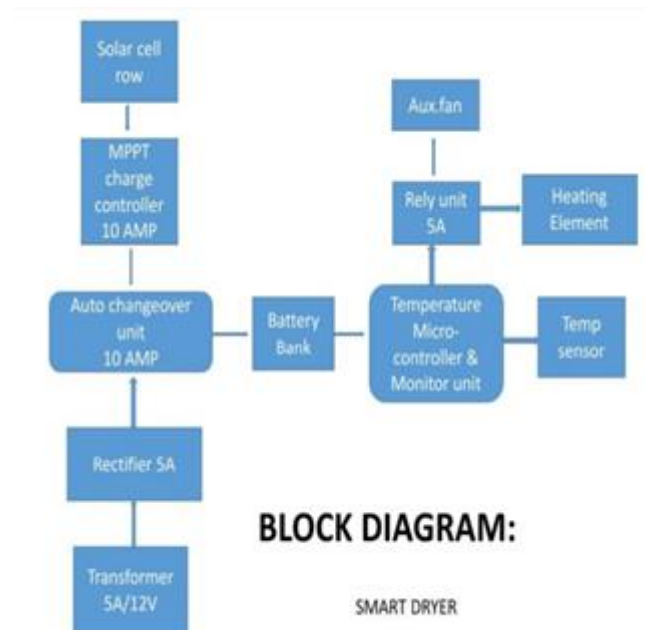 Solar cell
row
Aux.fan
MPPT
charge
controller
10 AMP
Rely unit
5A
Heating
Element
Auto changeover
unit
10 AMP
Battery
Bank
Temperature
Micro-
controller &
Monitor unit
Temp
sensor
Rectifier 5A
BLOCK DIAGRAM:
Transformer
5A/12V
SMART DRYER